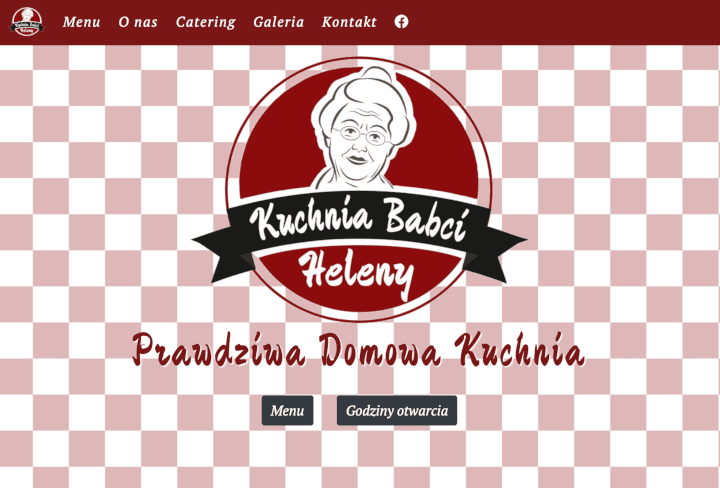 Kuchnia Babci
Heleny
Menu O nas Catering Galeria Kontakt
Kuchnia Babci
Heleny
Prawdziwa Domowa Kuchnia
Menu Godziny otwarcia